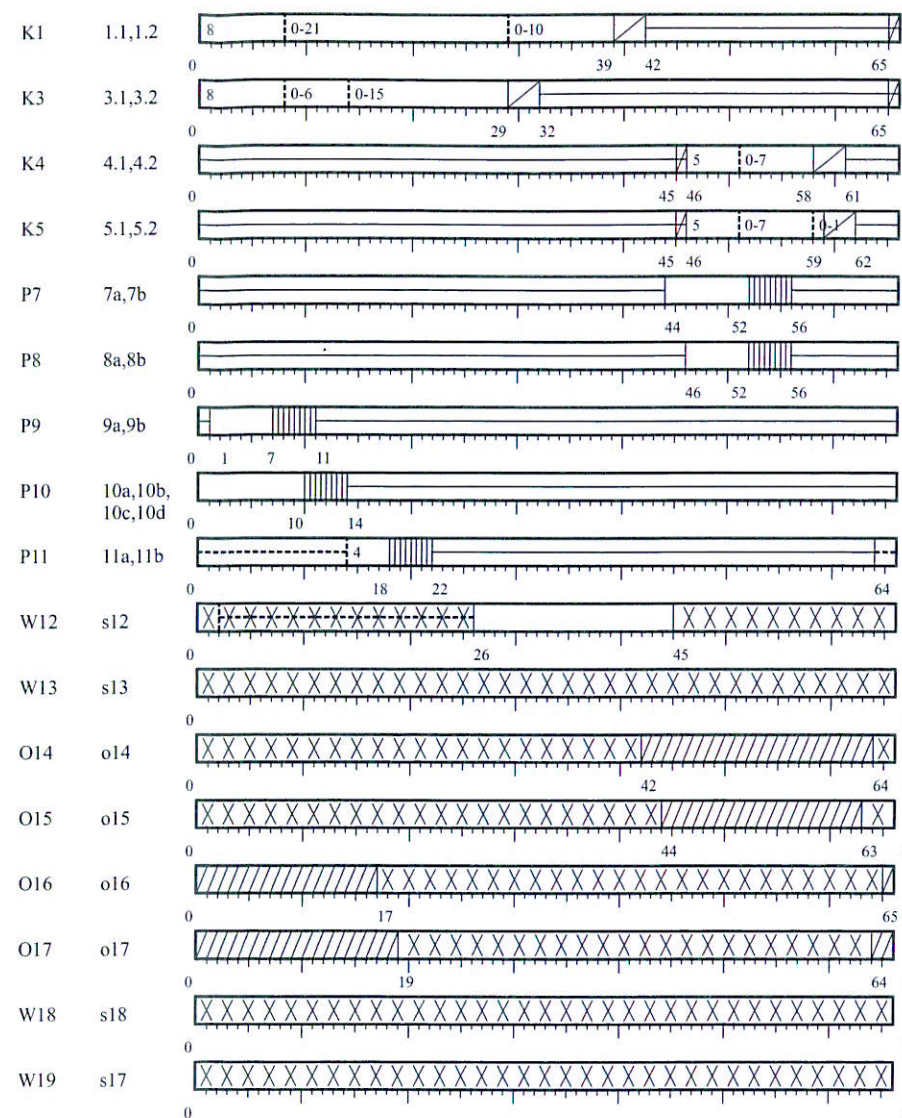 K1 1.1,1.2 8 0-21 0-10
0 39 42 65
K3 3.1,3.2 8 0-6 0-15
0 29 32 65
K4 4.1,4.2 5 0-7
0 45 46 58 61
K5 5.1,5.2 5 0-7 0-1
0 45 46 59 62
P7 7a,7b
0 44 52 56
P8 8a,8b
0 46 52 56
P9 9a,9b
0 1 7 11
P10 10a,10b,
10c,10d
0 10 14
P11 11a,11b 4
0 18 22 64
W12 s12
0 26 45
W13 s13
0
O14 o14
0 42 64
O15 o15
0 44 63
O16 o16
0 17 65
O17 o17
0 19 64
W18 s18
0
W19 s17
0